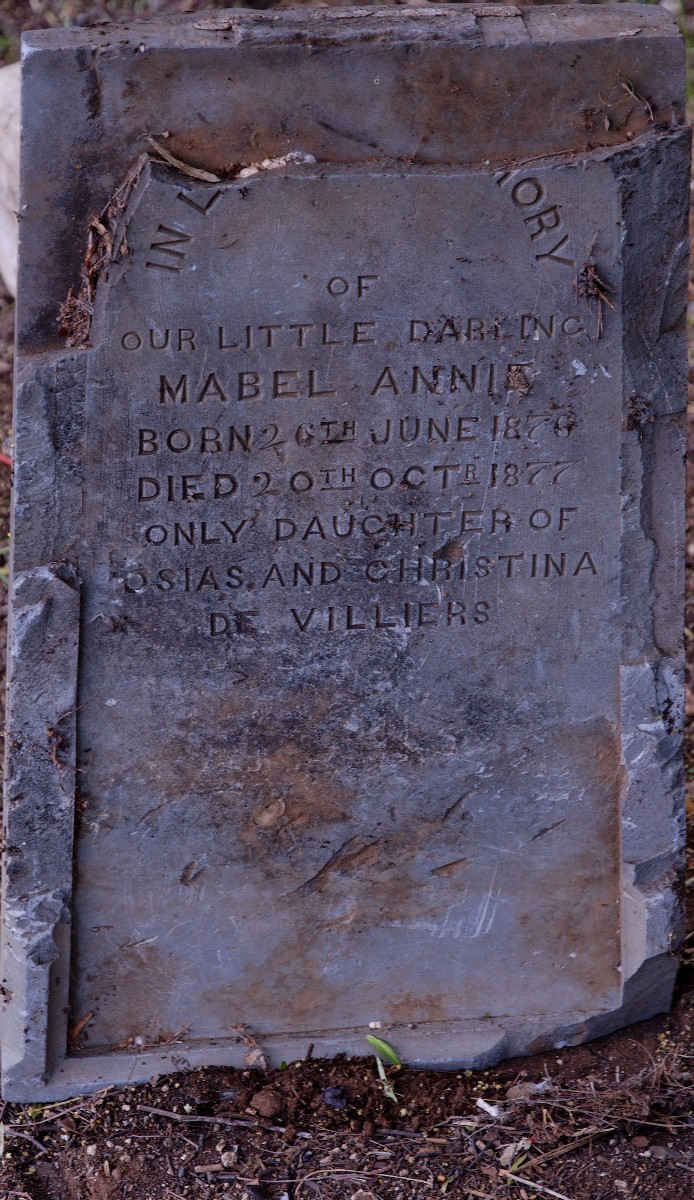 IN L MORY
OF
OUR LITTLE DARLING
MABEL ANNIE
BORN 26TH JUNE 1876
DIED 20TH OCTR 1877
ONLY DAUGHTER OF
OSIAS AND CHRISTINA
DE VILLIERS